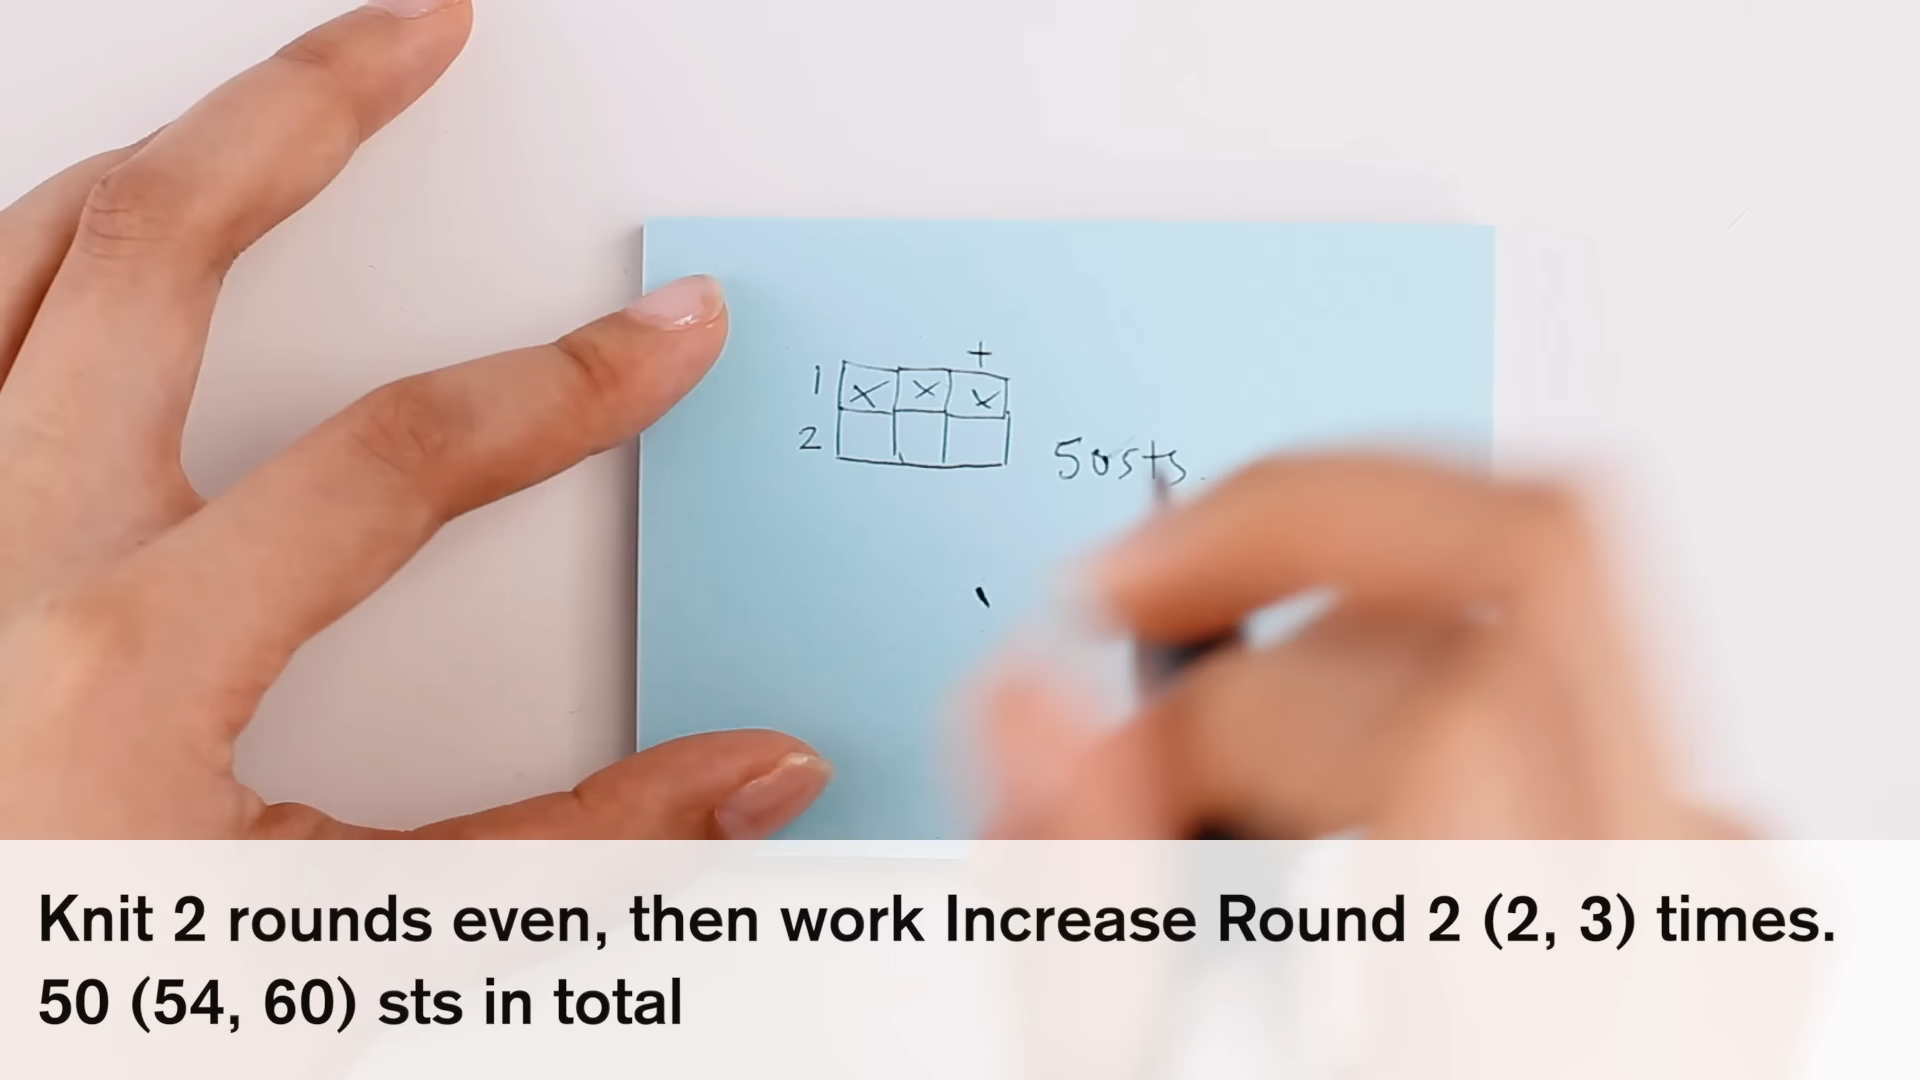 +
1 x x x
2
50sts.
Knit 2 rounds even, then work Increase Round 2 (2, 3) times.
50 (54, 60) sts in total